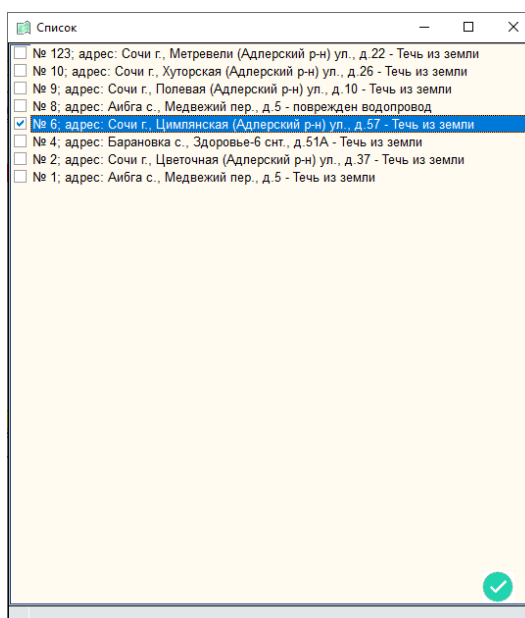 Список
№ 123; адрес: Сочи г., Метревели (Адлерский р-н) ул., д.22 - Течь из земли
№ 10; адрес: Сочи г., Хуторская (Адлерский р-н) ул., д.26 - Течь из земли
№ 9; адрес: Сочи г., Полевая (Адлерский р-н) ул., д.10 - Течь из земли
№ 8; адрес: Аибга с., Медвежий пер., д.5 - поврежден водопровод
№ 6; адрес: Сочи г., Цимлянская (Адлерский р-н) ул., д.57 - Течь из земли
№ 4; адрес: Барановка с., Здоровье-6 снт., д.51А - Течь из земли
№ 2; адрес: Сочи г., Цветочная (Адлерский р-н) ул., д.37 - Течь из земли
№ 1; адрес: Аибга с., Медвежий пер., д.5 - Течь из земли